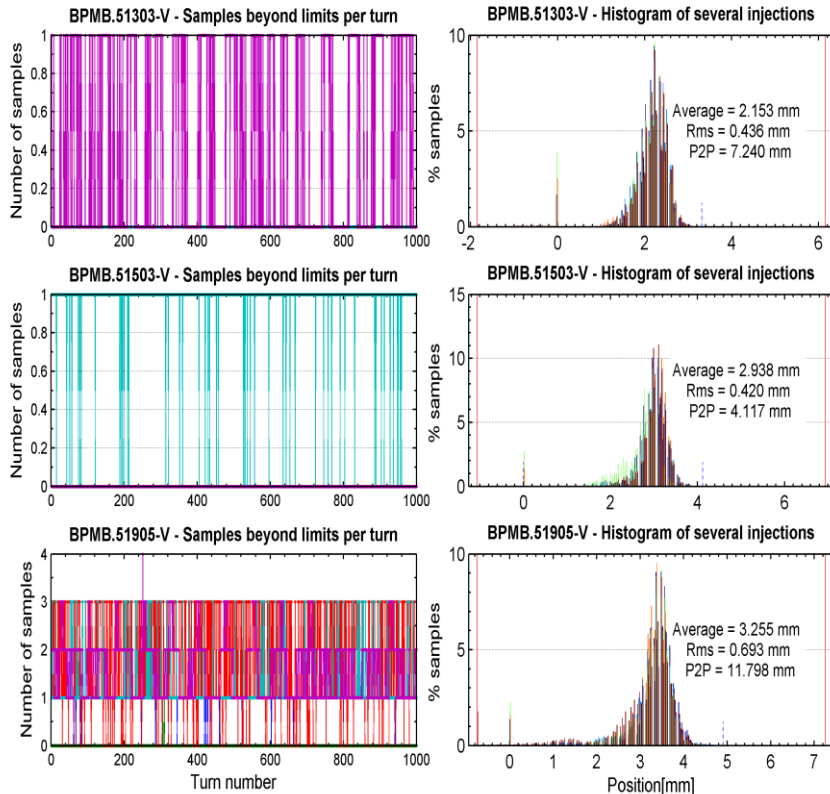 BPMB.51303-V - Samples beyond limits per turn
Number of samples
1
0.8
0.6
0.4
0.2
0
0 200 400 600 800 1000
BPMB.51303-V - Histogram of several injections
% samples
10
5
0
Average = 2.153 mm
Rms = 0.436 mm
P2P = 7.240 mm
-2 0 2 4 6
BPMB.51503-V - Samples beyond limits per turn
Number of samples
1
0.8
0.6
0.4
0.2
0
0 200 400 600 800 1000
BPMB.51503-V - Histogram of several injections
% samples
15
10
5
0
Average = 2.938 mm
Rms = 0.420 mm
P2P = 4.117 mm
0 2 4 6
BPMB.51905-V - Samples beyond limits per turn
Number of samples
4
3
2
1
0
0 200 400 600 800 1000
Turn number
BPMB.51905-V - Histogram of several injections
% samples
10
5
0
Average = 3.255 mm
Rms = 0.693 mm
P2P = 11.798 mm
0 1 2 3 4 5 6 7
Position[mm]